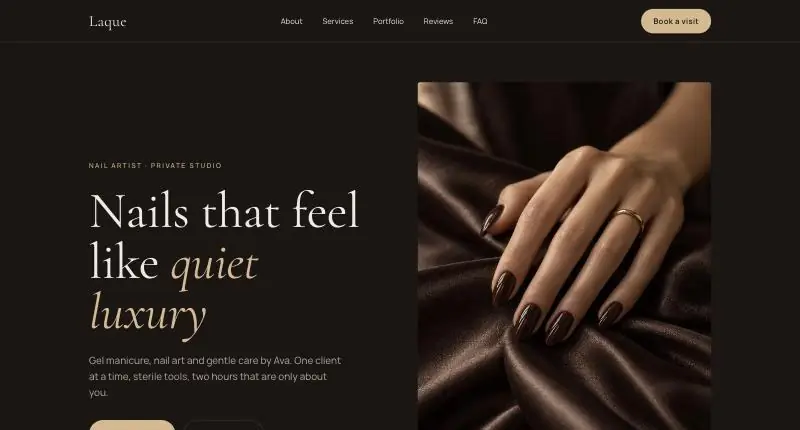 Laque
About
Services
Portfolio
Reviews
FAQ
Book a visit
NAIL ARTIST · PRIVATE STUDIO
Nails that feel
like quiet
luxury
Gel manicure, nail art and gentle care by Ava. One client
at a time, sterile tools, two hours that are only about
you.